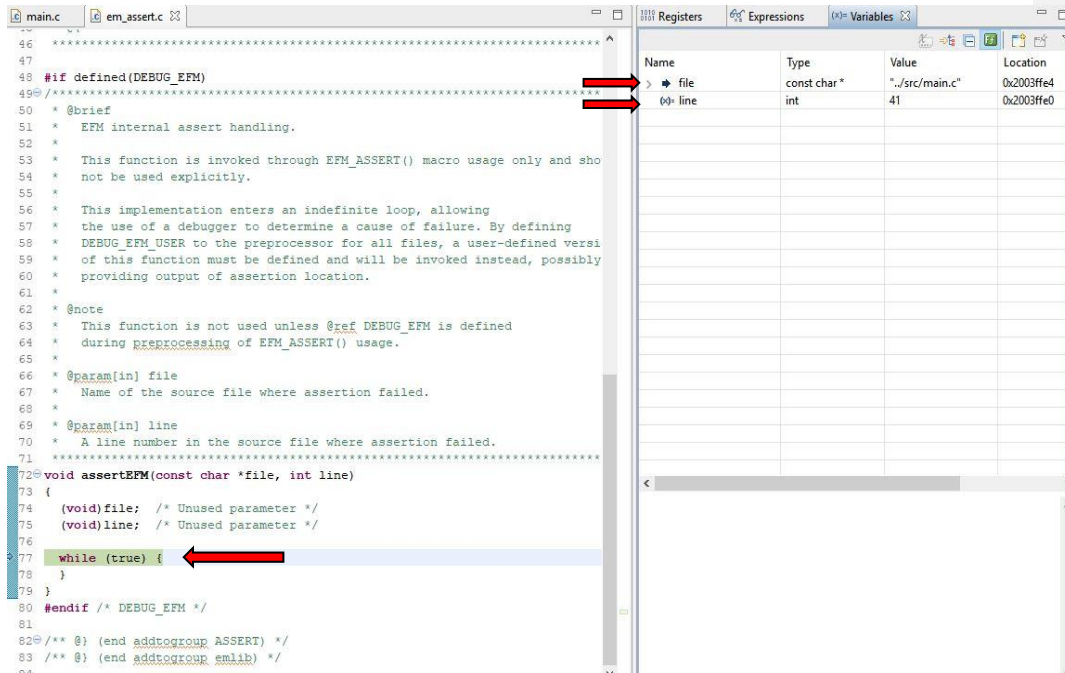 main.c em_assert.c
46 ******************************************************************************
47
48 #if defined(DEBUG_EFM)
49 /*****************************************************************************
50 * @brief
51 * EFM internal assert handling.
52 *
53 * This function is invoked through EFM_ASSERT() macro usage only and sho
54 * not be used explicitly.
55 *
56 * This implementation enters an indefinite loop, allowing
57 * the use of a debugger to determine a cause of failure. By defining
58 * DEBUG_EFM_USER to the preprocessor for all files, a user-defined versi
59 * of this function must be defined and will be invoked instead, possibly
60 * providing output of assertion location.
61 *
62 * @note
63 * This function is not used unless @ref DEBUG_EFM is defined
64 * during preprocessing of EFM_ASSERT() usage.
65 *
66 * @param[in] file
67 * Name of the source file where assertion failed.
68 *
69 * @param[in] line
70 * A line number in the source file where assertion failed.
71 ******************************************************************************
72 void assertEFM(const char *file, int line)
73 {
74 (void)file; /* Unused parameter */
75 (void)line; /* Unused parameter */
76
77 while (true) {
78 }
79 }
80 #endif /* DEBUG_EFM */
81
82 /** @} (end addtogroup ASSERT) */
83 /** @} (end addtogroup emlib) */
Registers Expressions (x)= Variables
Name Type Value Location
file const char * "../src/main.c" 0x2003ffe4
(x)= line int 41 0x2003ffe0